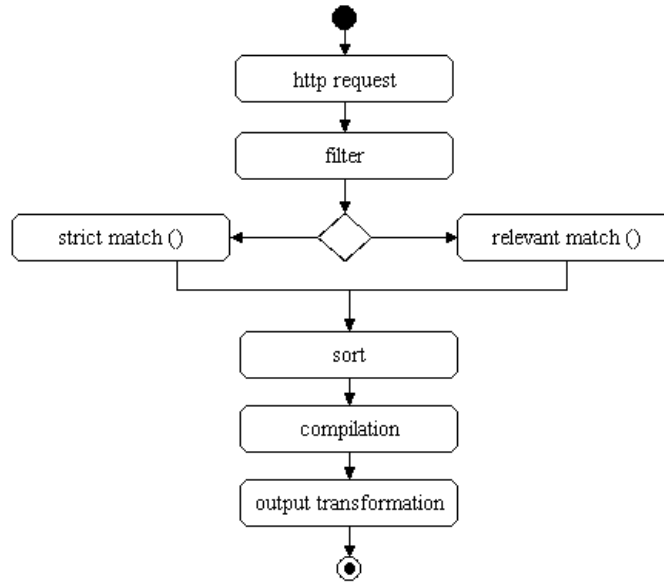 http request
filter
strict match ()
relevant match ()
sort
compilation
output transformation